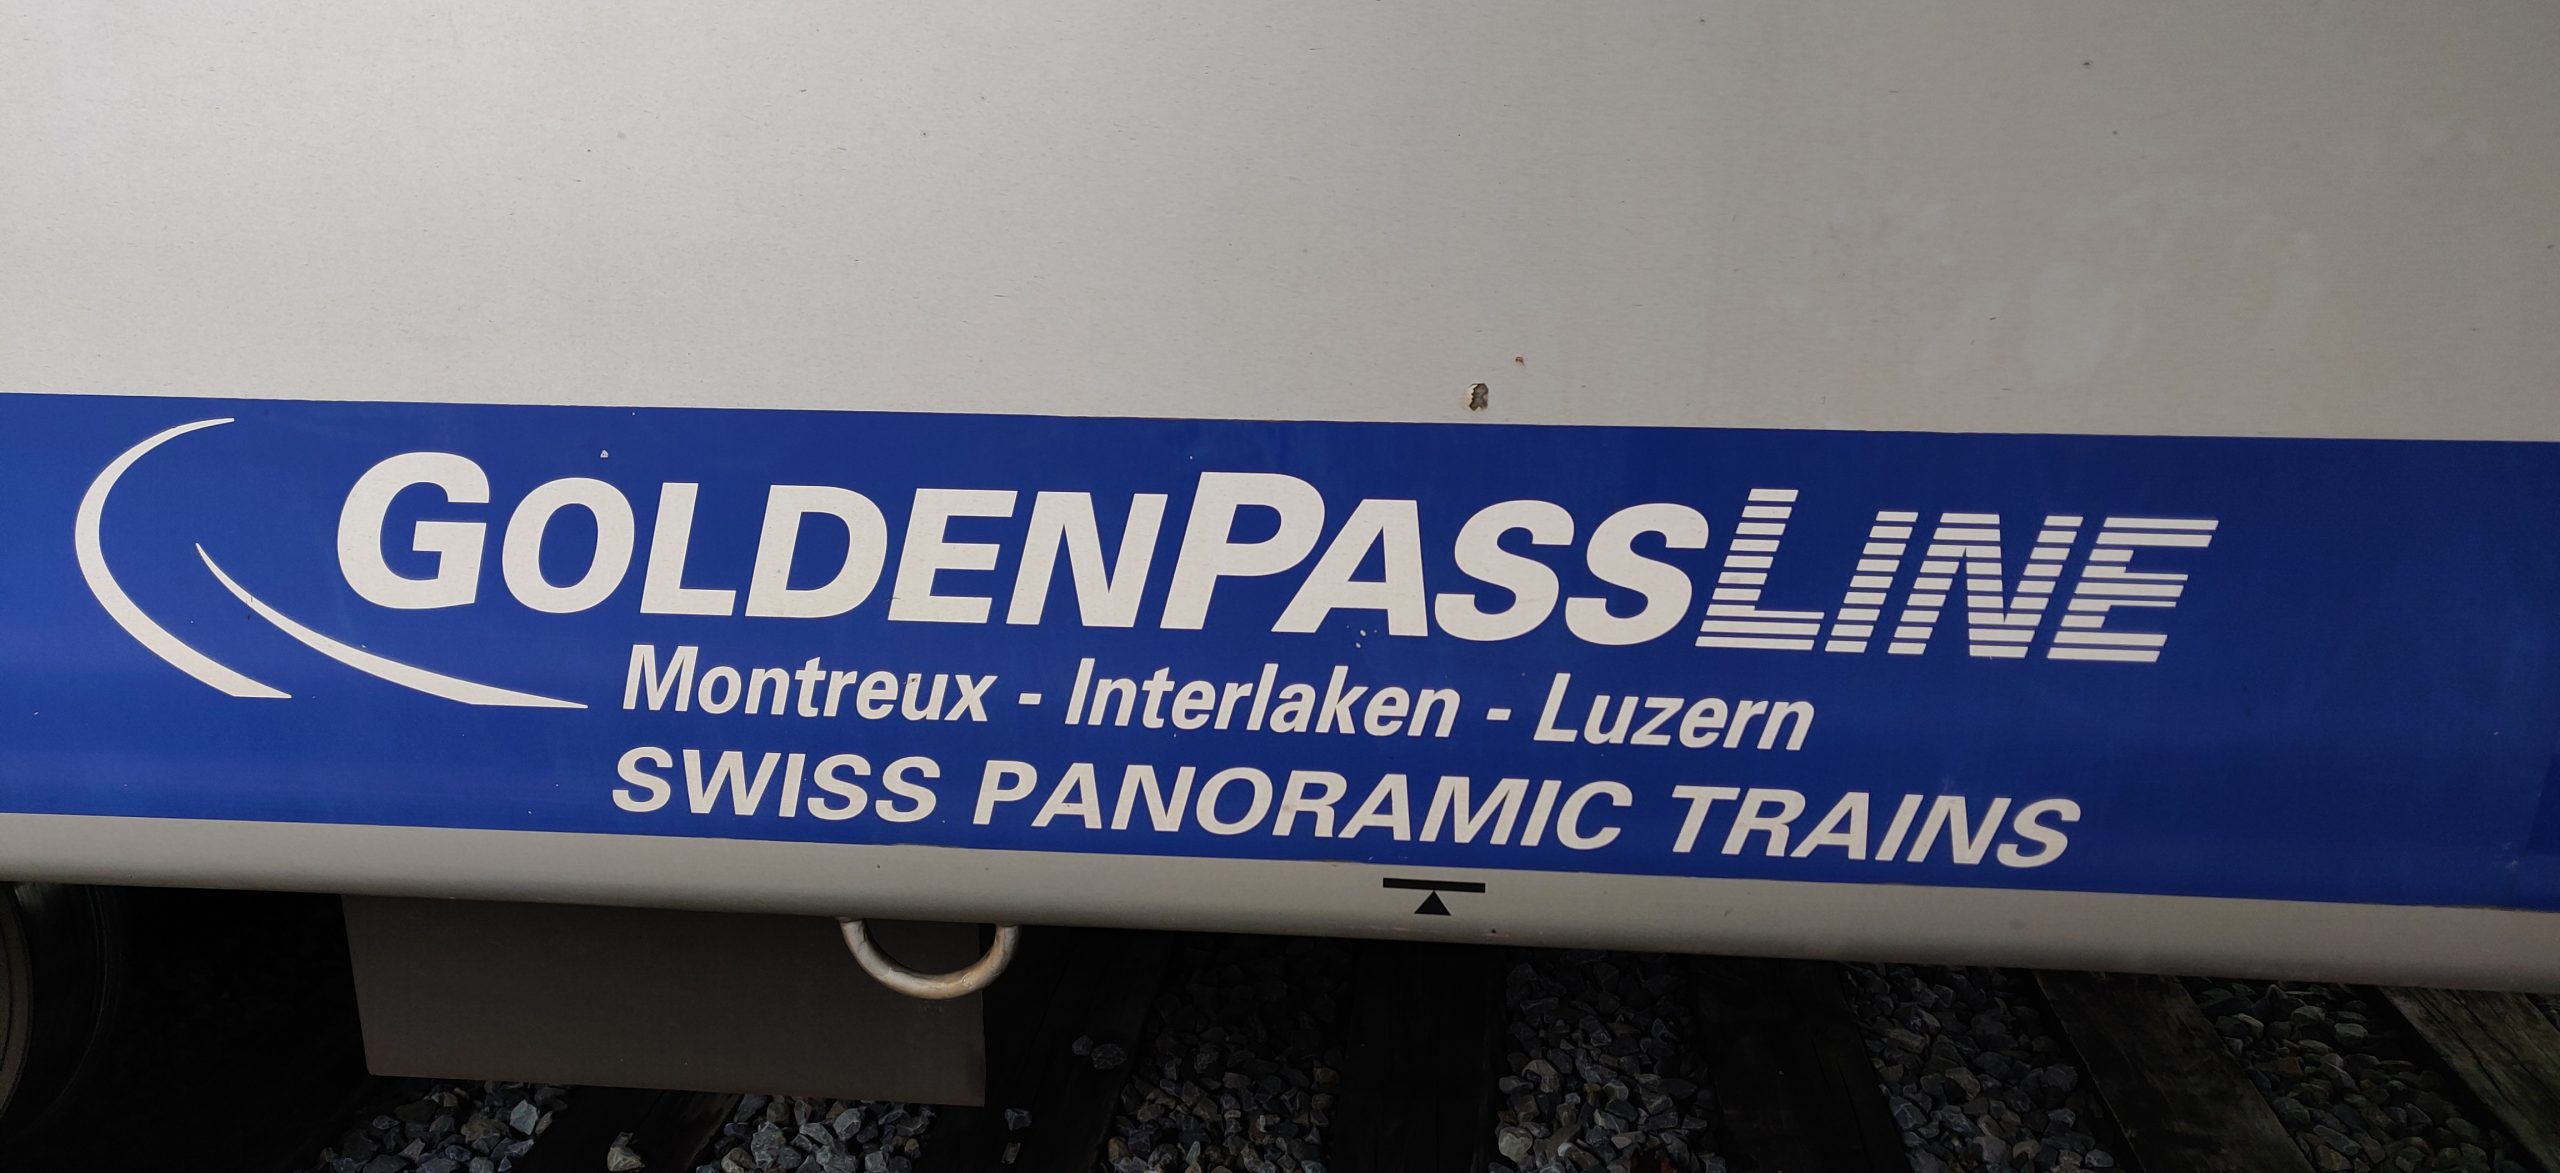 GOLDENPASSLINE
Montreux - Interlaken - Luzern
SWISS PANORAMIC TRAINS